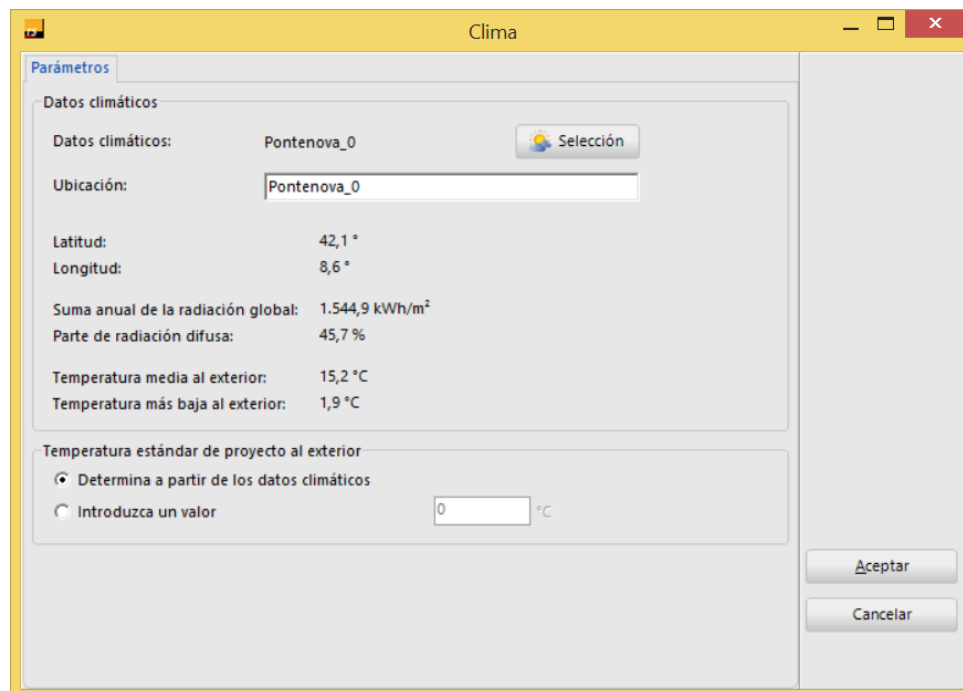 Clima
Parámetros
Datos climáticos
Datos climáticos: Pontenova_0 Selección
Ubicación: Pontenova_0
Latitud: 42,1 °
Longitud: 8,6 °
Suma anual de la radiación global: 1.544,9 kWh/m²
Parte de radiación difusa: 45,7 %
Temperatura media al exterior: 15,2 °C
Temperatura más baja al exterior: 1,9 °C
Temperatura estándar de proyecto al exterior
Determina a partir de los datos climáticos
Introduzca un valor 0 °C
Aceptar
Cancelar